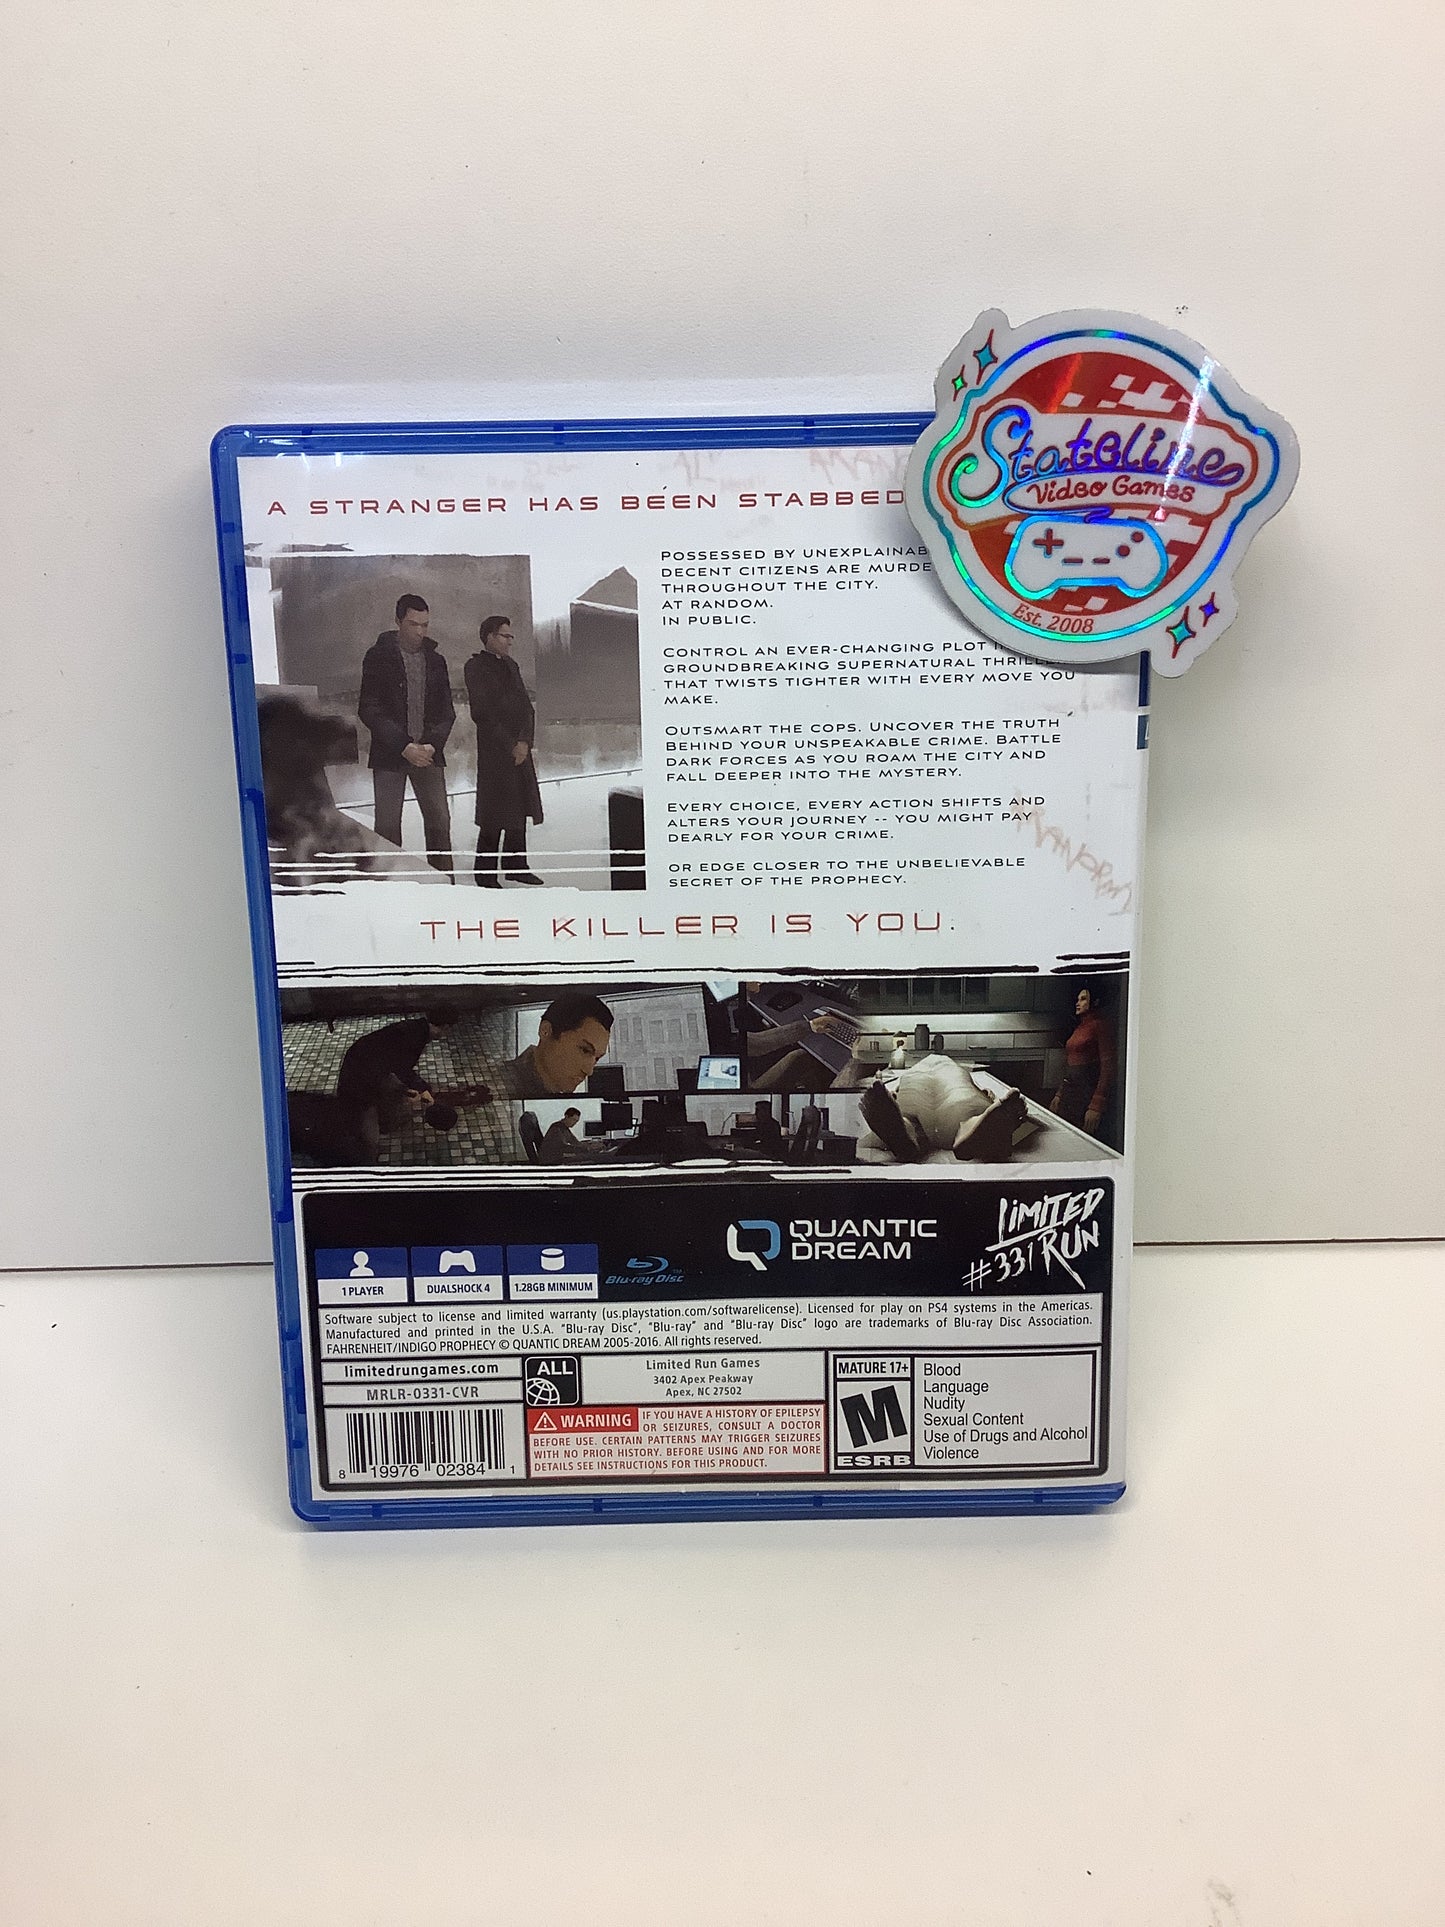 Stateline
Video Games
Est. 2008
A STRANGER HAS BEEN STABBED
POSSESSED BY
DECENT CITIZENS ARE
THROUGHOUT THE CITY.
AT RANDOM.
IN PUBLIC.
CONTROL AN EVER-CHANGING PLOT
GROUNDBREAKING SUPERNATURAL
THAT TWISTS TIGHTER WITH EVERY MOVE YOU
MAKE.
OUTSMART THE COPS. UNCOVER THE TRUTH
BEHIND YOUR UNSPEAKABLE CRIME. BATTLE
DARK FORCES AS YOU ROAM THE CITY AND
FALL DEEPER INTO THE MYSTERY.
EVERY CHOICE, EVERY ACTION SHIFTS AND
ALTERS YOUR JOURNEY -- YOU MIGHT PAY
DEARLY FOR YOUR CRIME.
OR EDGE CLOSER TO THE UNBELIEVABLE
SECRET OF THE PROPHECY.
THE KILLER IS YOU.
QUANTIC
DREAM
LIMITED
RUN
#331
1 PLAYER
DUALSHOCK 4
1.28GB MINIMUM
Blu-ray Disc™
Software subject to license and limited warranty (us.playstation.com/softwarelicense). Licensed for play on PS4 systems in the Americas.
Manufactured and printed in the U.S.A. "Blu-ray Disc", "Blu-ray" and "Blu-ray Disc" logo are trademarks of Blu-ray Disc Association.
FAHRENHEIT/INDIGO PROPHECY © QUANTIC DREAM 2005-2016. All rights reserved.
limitedrungames.com
MRLR-0331-CVR
8 19976 02384 1
ALL
Limited Run Games
3402 Apex Peakway
Apex, NC 27502
WARNING IF YOU HAVE A HISTORY OF EPILEPSY
OR SEIZURES, CONSULT A DOCTOR
BEFORE USE. CERTAIN PATTERNS MAY TRIGGER SEIZURES
WITH NO PRIOR HISTORY. BEFORE USING AND FOR MORE
DETAILS SEE INSTRUCTIONS FOR THIS PRODUCT.
MATURE 17+
M
ESRB
Blood
Language
Nudity
Sexual Content
Use of Drugs and Alcohol
Violence